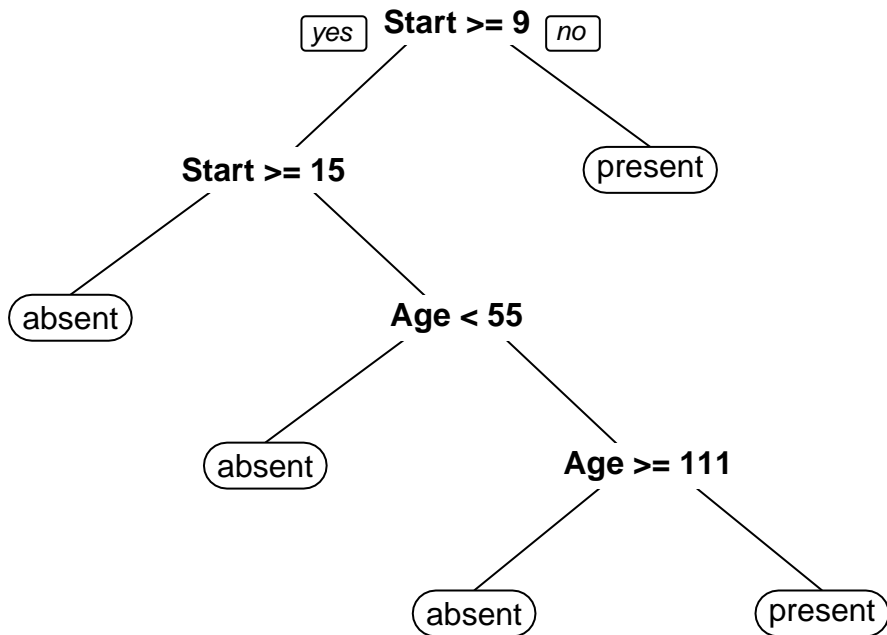 yes Start >= 9 no
Start >= 15 present
absent Age < 55
absent Age >= 111
absent present